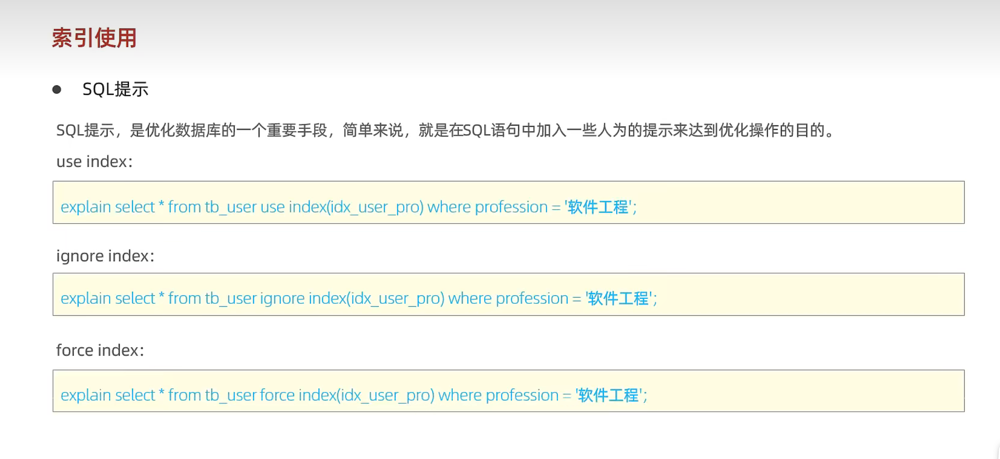 索引使用
● SQL提示
SQL提示，是优化数据库的一个重要手段，简单来说，就是在SQL语句中加入一些人为的提示来达到优化操作的目的。
use index：
explain select * from tb_user use index(idx_user_pro) where profession = '软件工程';
ignore index：
explain select * from tb_user ignore index(idx_user_pro) where profession = '软件工程';
force index：
explain select * from tb_user force index(idx_user_pro) where profession = '软件工程';